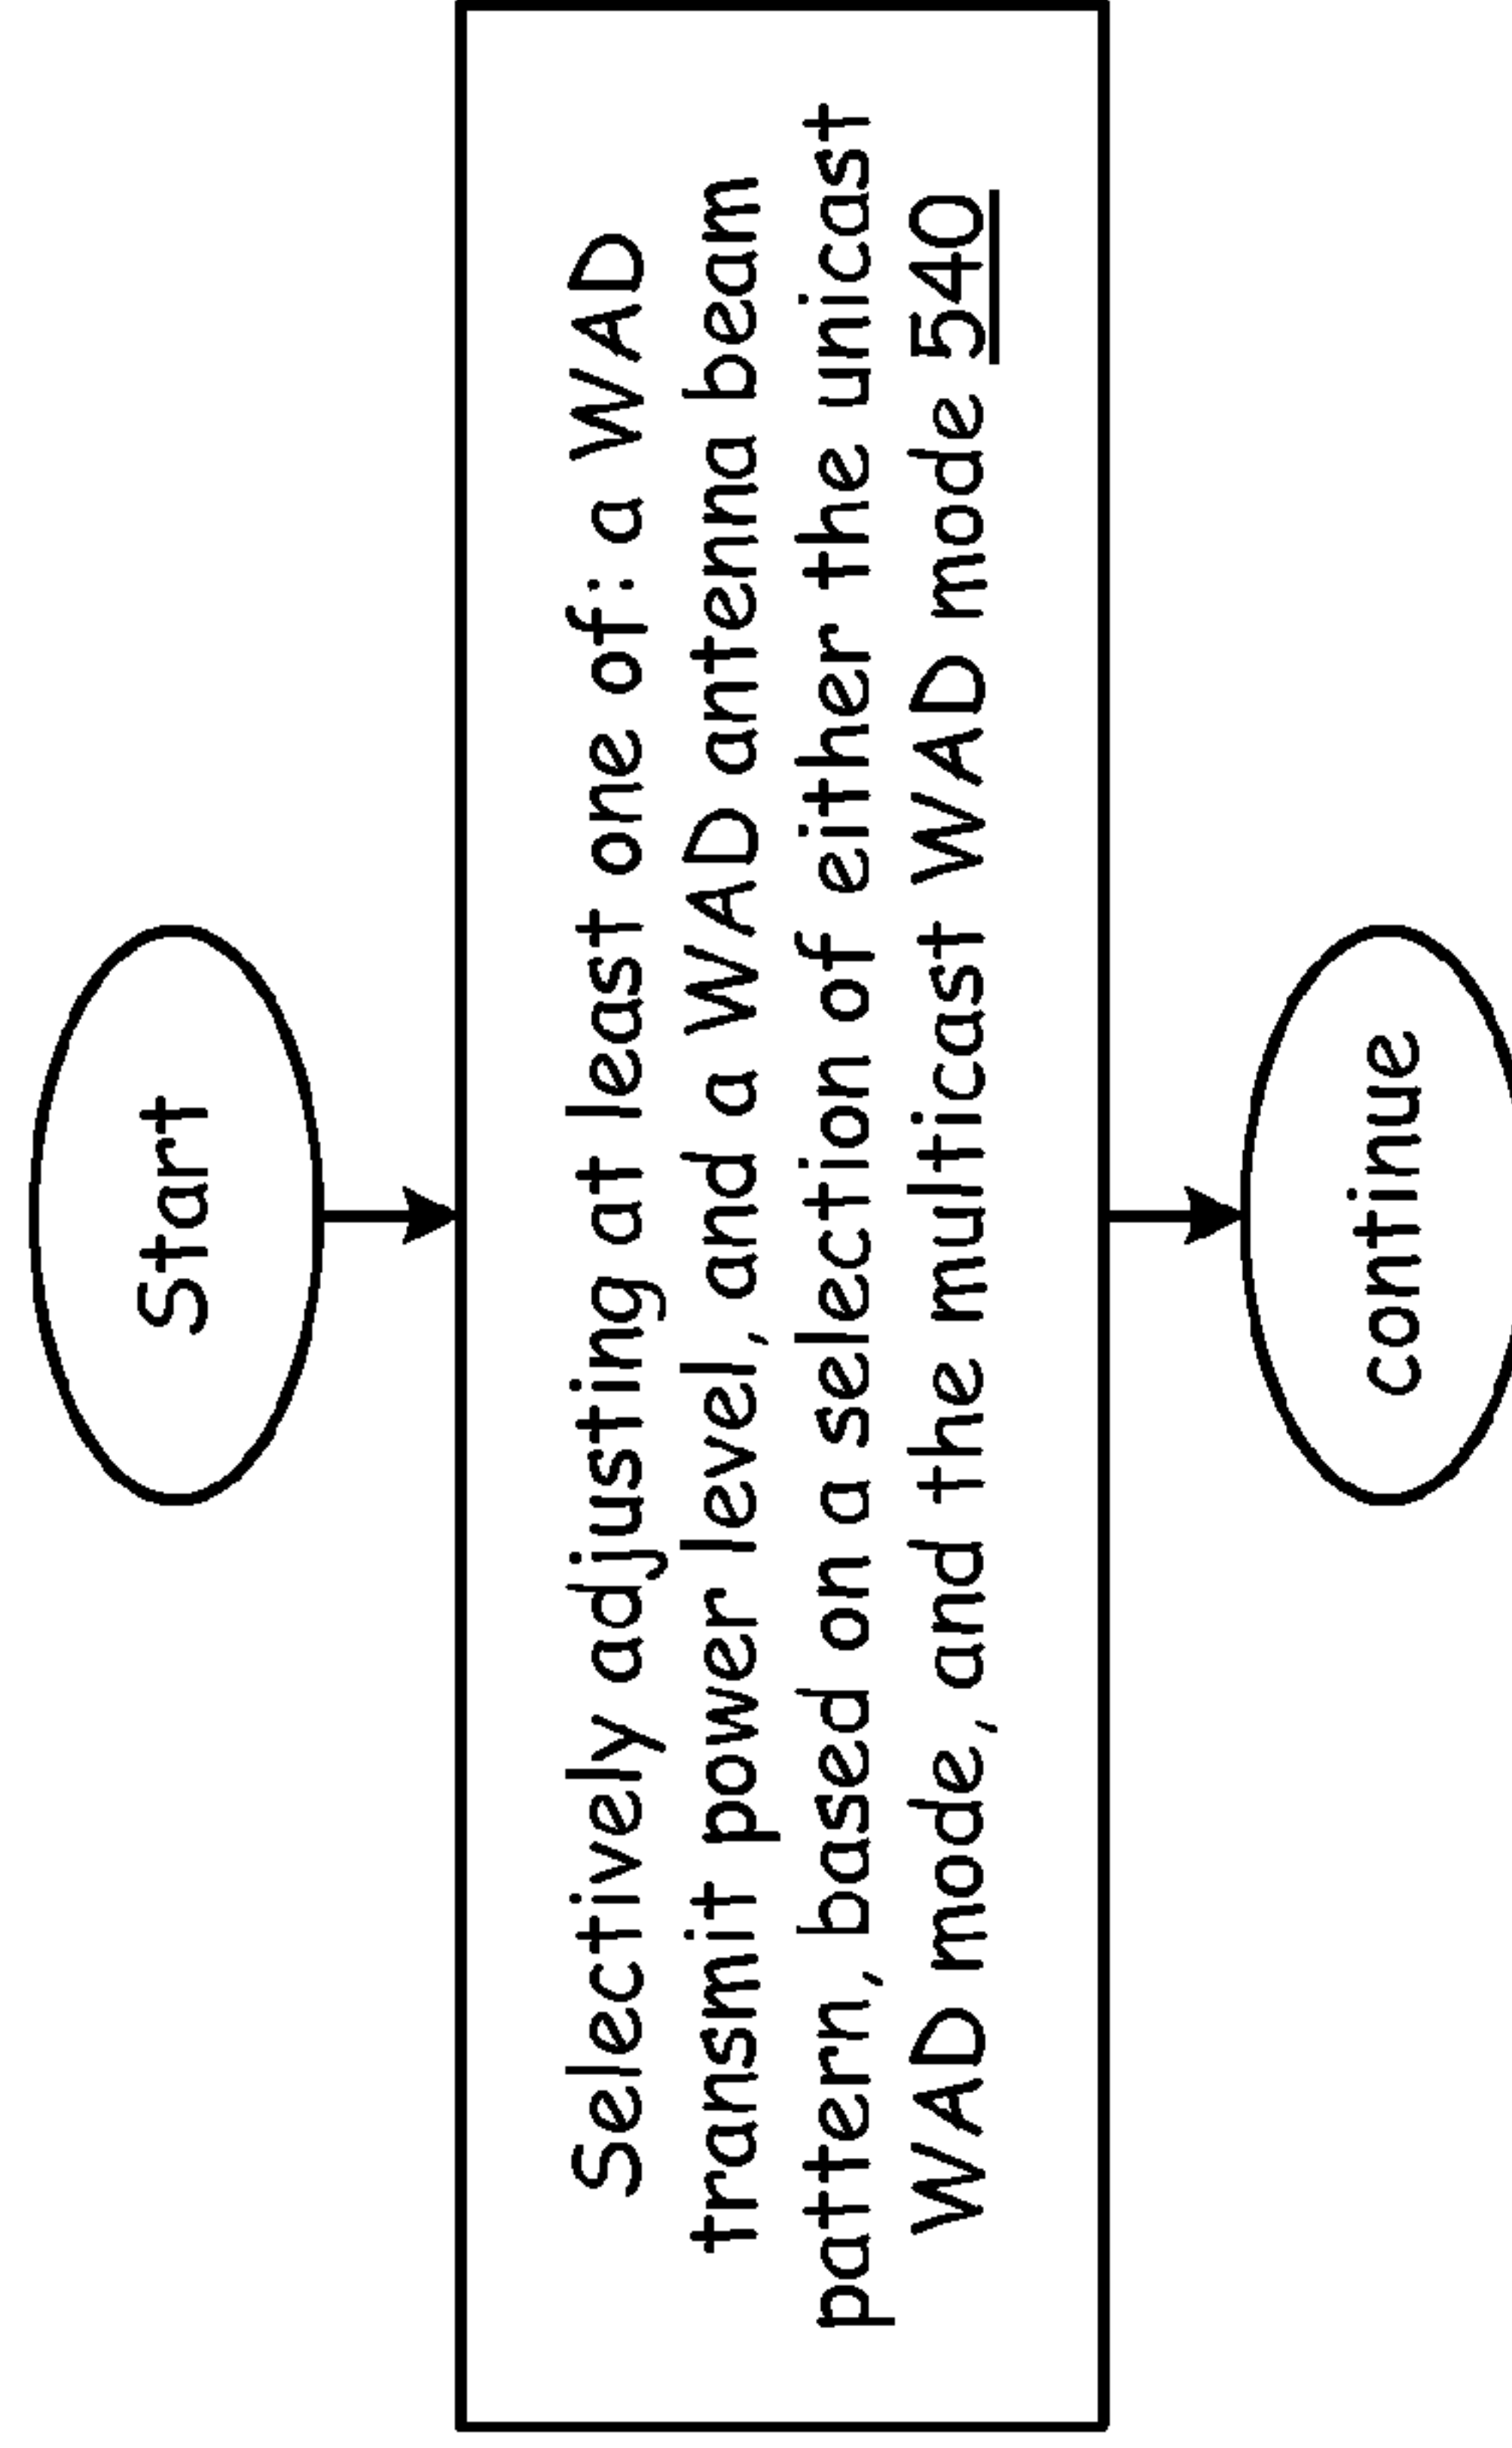 Start
Selectively adjusting at least one of: a WAD
transmit power level, and a WAD antenna beam
pattern, based on a selection of either the unicast
WAD mode, and the multicast WAD mode 540
continue